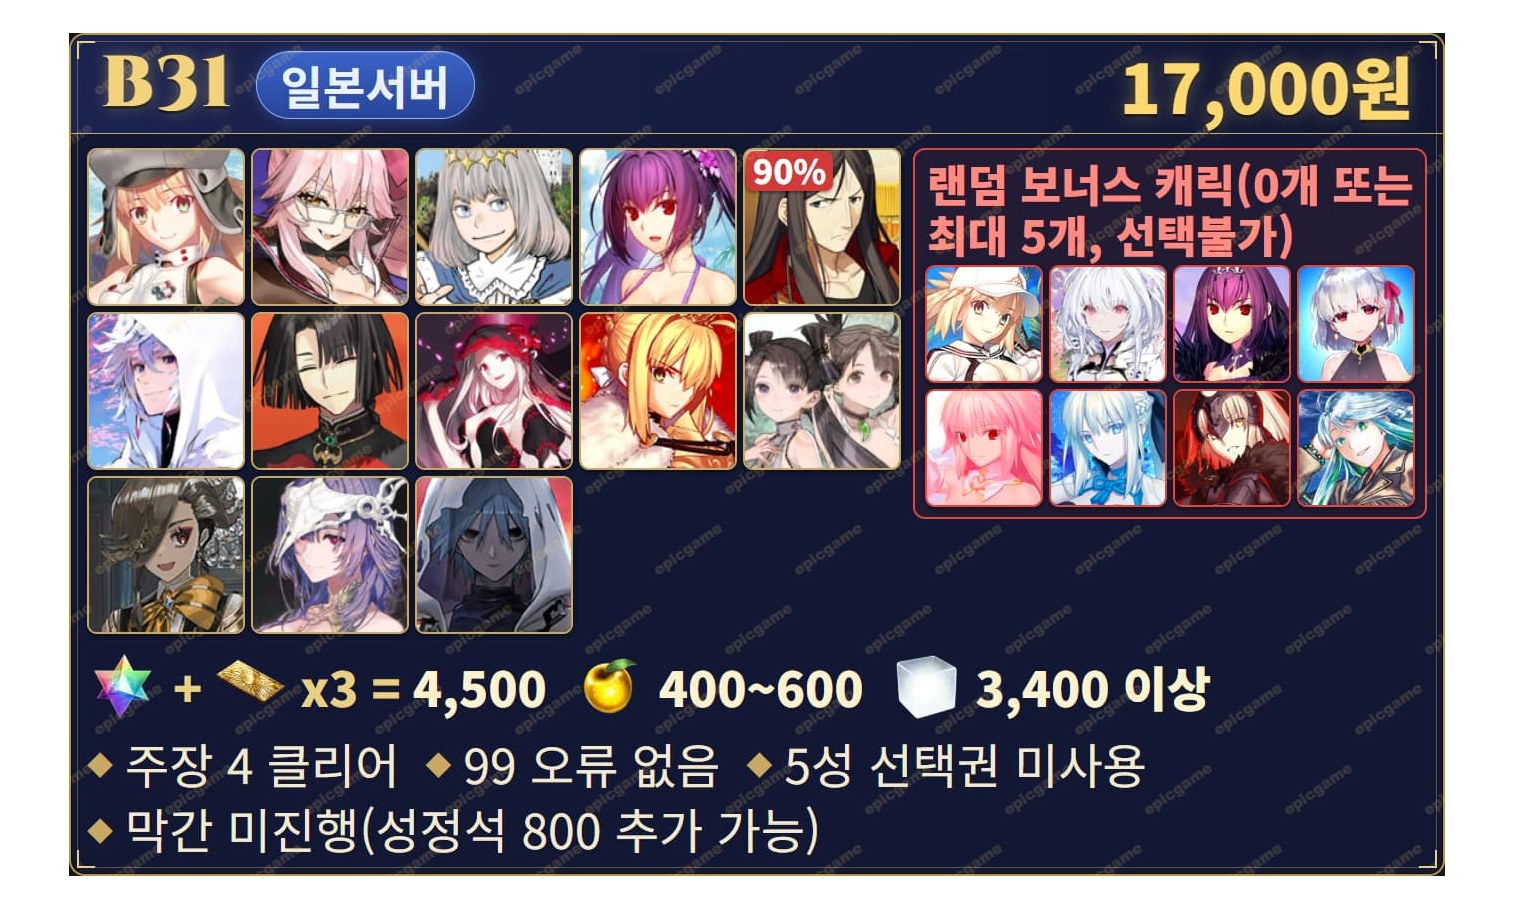 B31 일본서버 17,000원
90%
랜덤 보너스 캐릭(0개 또는
최대 5개, 선택불가)
+ x3 = 4,500 400~600 3,400 이상
◆ 주장 4 클리어 ◆ 99 오류 없음 ◆ 5성 선택권 미사용
◆ 막간 미진행(성정석 800 추가 가능)
epicgame